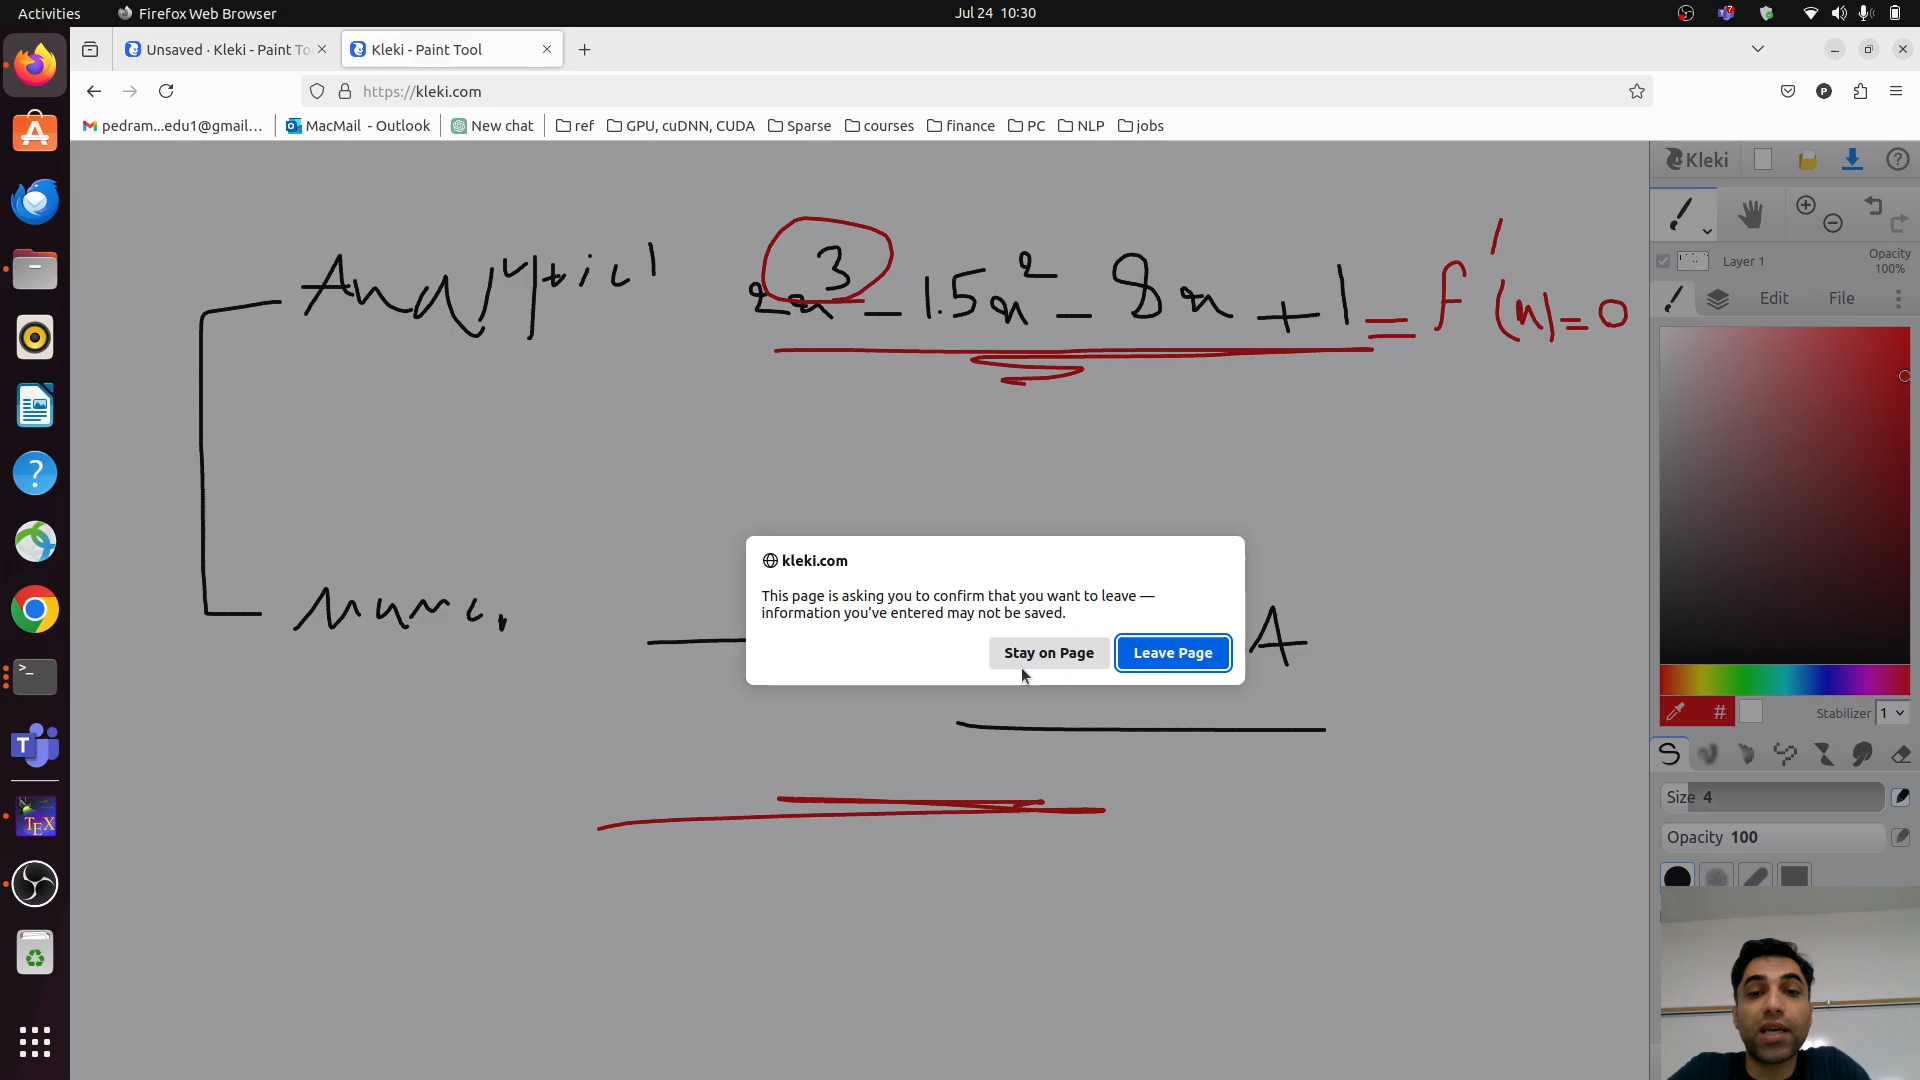 Activities
Firefox Web Browser
Jul 24 10:30
Unsaved · Kleki - Paint To
Kleki - Paint Tool
https://kleki.com
pedram...edu1@gmail...
MacMail - Outlook
New chat
ref
GPU, cuDNN, CUDA
Sparse
courses
finance
PC
NLP
jobs
Kleki
Layer 1
Opacity
100%
Edit
File
2x³ - 1.5x² - 8x + 1 = f'(x) = 0
Num.
A
kleki.com
This page is asking you to confirm that you want to leave —
information you've entered may not be saved.
Stay on Page
Leave Page
#
Stabilizer 1
Size 4
Opacity 100